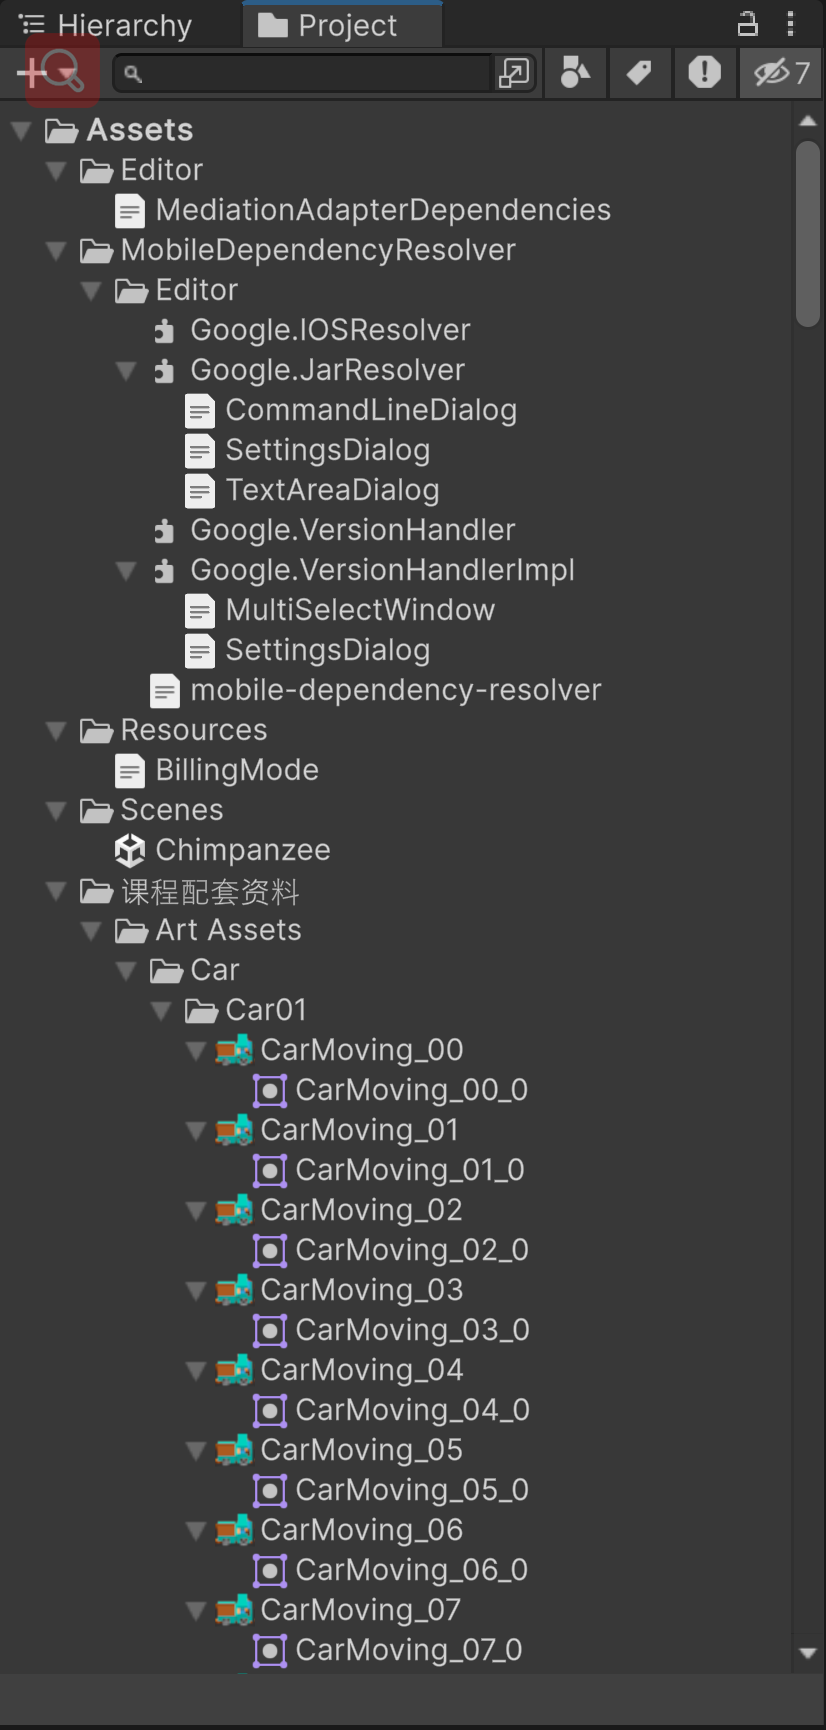 Hierarchy Project
7
Assets
Editor
MediationAdapterDependencies
MobileDependencyResolver
Editor
Google.IOSResolver
Google.JarResolver
CommandLineDialog
SettingsDialog
TextAreaDialog
Google.VersionHandler
Google.VersionHandlerImpl
MultiSelectWindow
SettingsDialog
mobile-dependency-resolver
Resources
BillingMode
Scenes
Chimpanzee
课程配套资料
Art Assets
Car
Car01
CarMoving_00
CarMoving_00_0
CarMoving_01
CarMoving_01_0
CarMoving_02
CarMoving_02_0
CarMoving_03
CarMoving_03_0
CarMoving_04
CarMoving_04_0
CarMoving_05
CarMoving_05_0
CarMoving_06
CarMoving_06_0
CarMoving_07
CarMoving_07_0